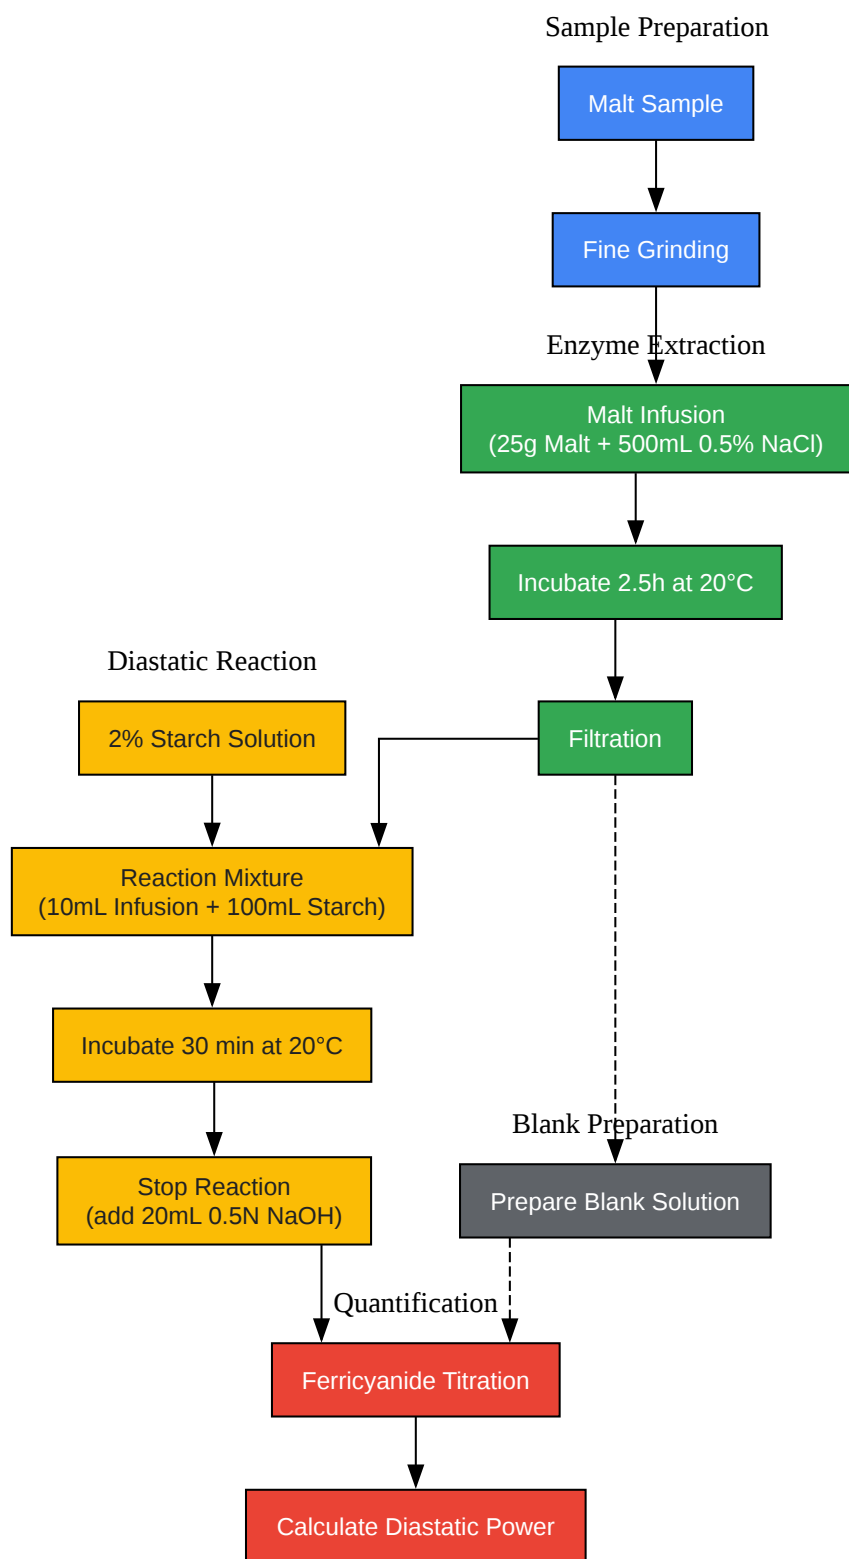 Sample Preparation
Malt Sample
Fine Grinding
Enzyme Extraction
Malt Infusion
(25g Malt + 500mL 0.5% NaCl)
Incubate 2.5h at 20°C
Diastatic Reaction
2% Starch Solution
Filtration
Reaction Mixture
(10mL Infusion + 100mL Starch)
Incubate 30 min at 20°C
Blank Preparation
Stop Reaction
(add 20mL 0.5N NaOH)
Prepare Blank Solution
Quantification
Ferricyanide Titration
Calculate Diastatic Power